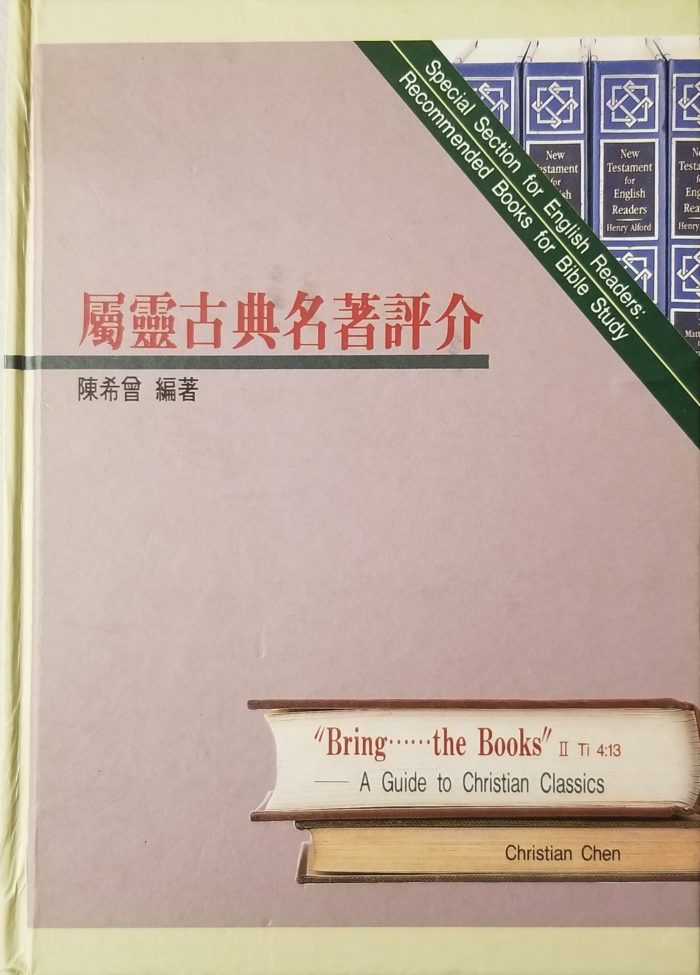 Special Section for English Readers:
Recommended Books for Bible Study
New
Testament
for
English
Readers
Henry Alford
屬靈古典名著評介
陳希曾 編著
“Bring……the Books” II Ti 4:13
── A Guide to Christian Classics
Christian Chen